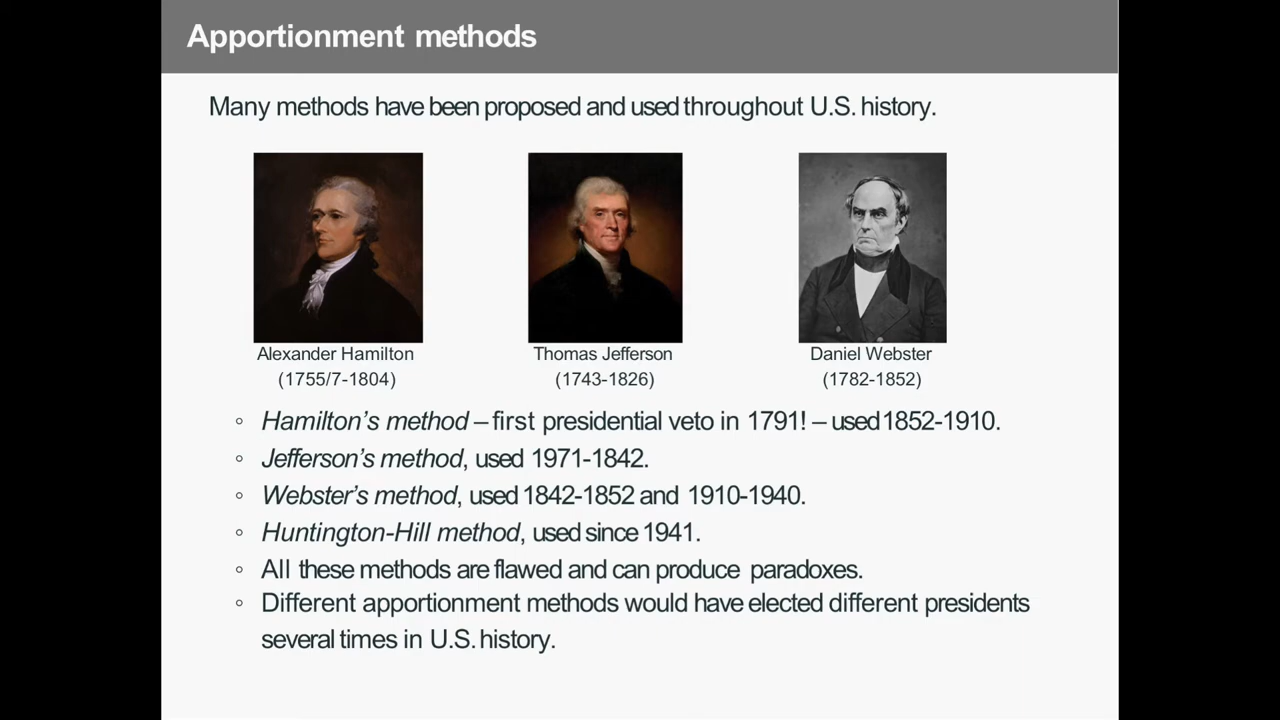 Apportionment methods
Many methods have been proposed and used throughout U.S. history.
Alexander Hamilton
(1755/7-1804)
Thomas Jefferson
(1743-1826)
Daniel Webster
(1782-1852)
◦ Hamilton’s method – first presidential veto in 1791! – used 1852-1910.
◦ Jefferson’s method, used 1971-1842.
◦ Webster’s method, used 1842-1852 and 1910-1940.
◦ Huntington-Hill method, used since 1941.
◦ All these methods are flawed and can produce paradoxes.
◦ Different apportionment methods would have elected different presidents
several times in U.S. history.